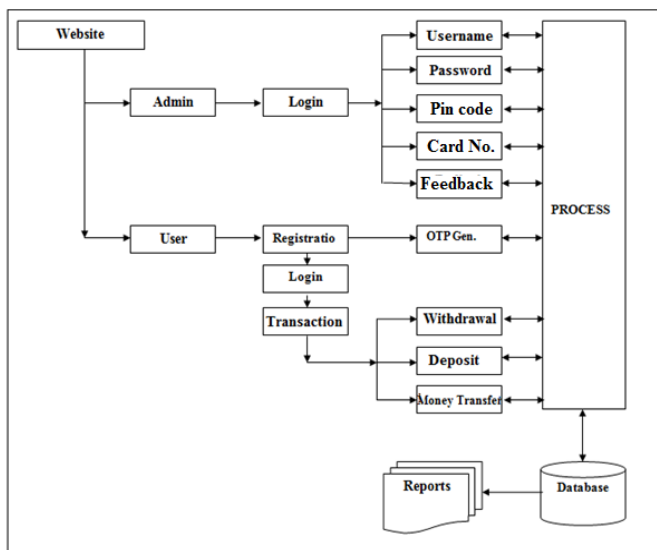 Website
Username
Password
Admin
Login
Pin code
Card No.
Feedback
PROCESS
User
Registratio
OTP Gen.
Login
Transaction
Withdrawal
Deposit
Money Transfer
Reports
Database